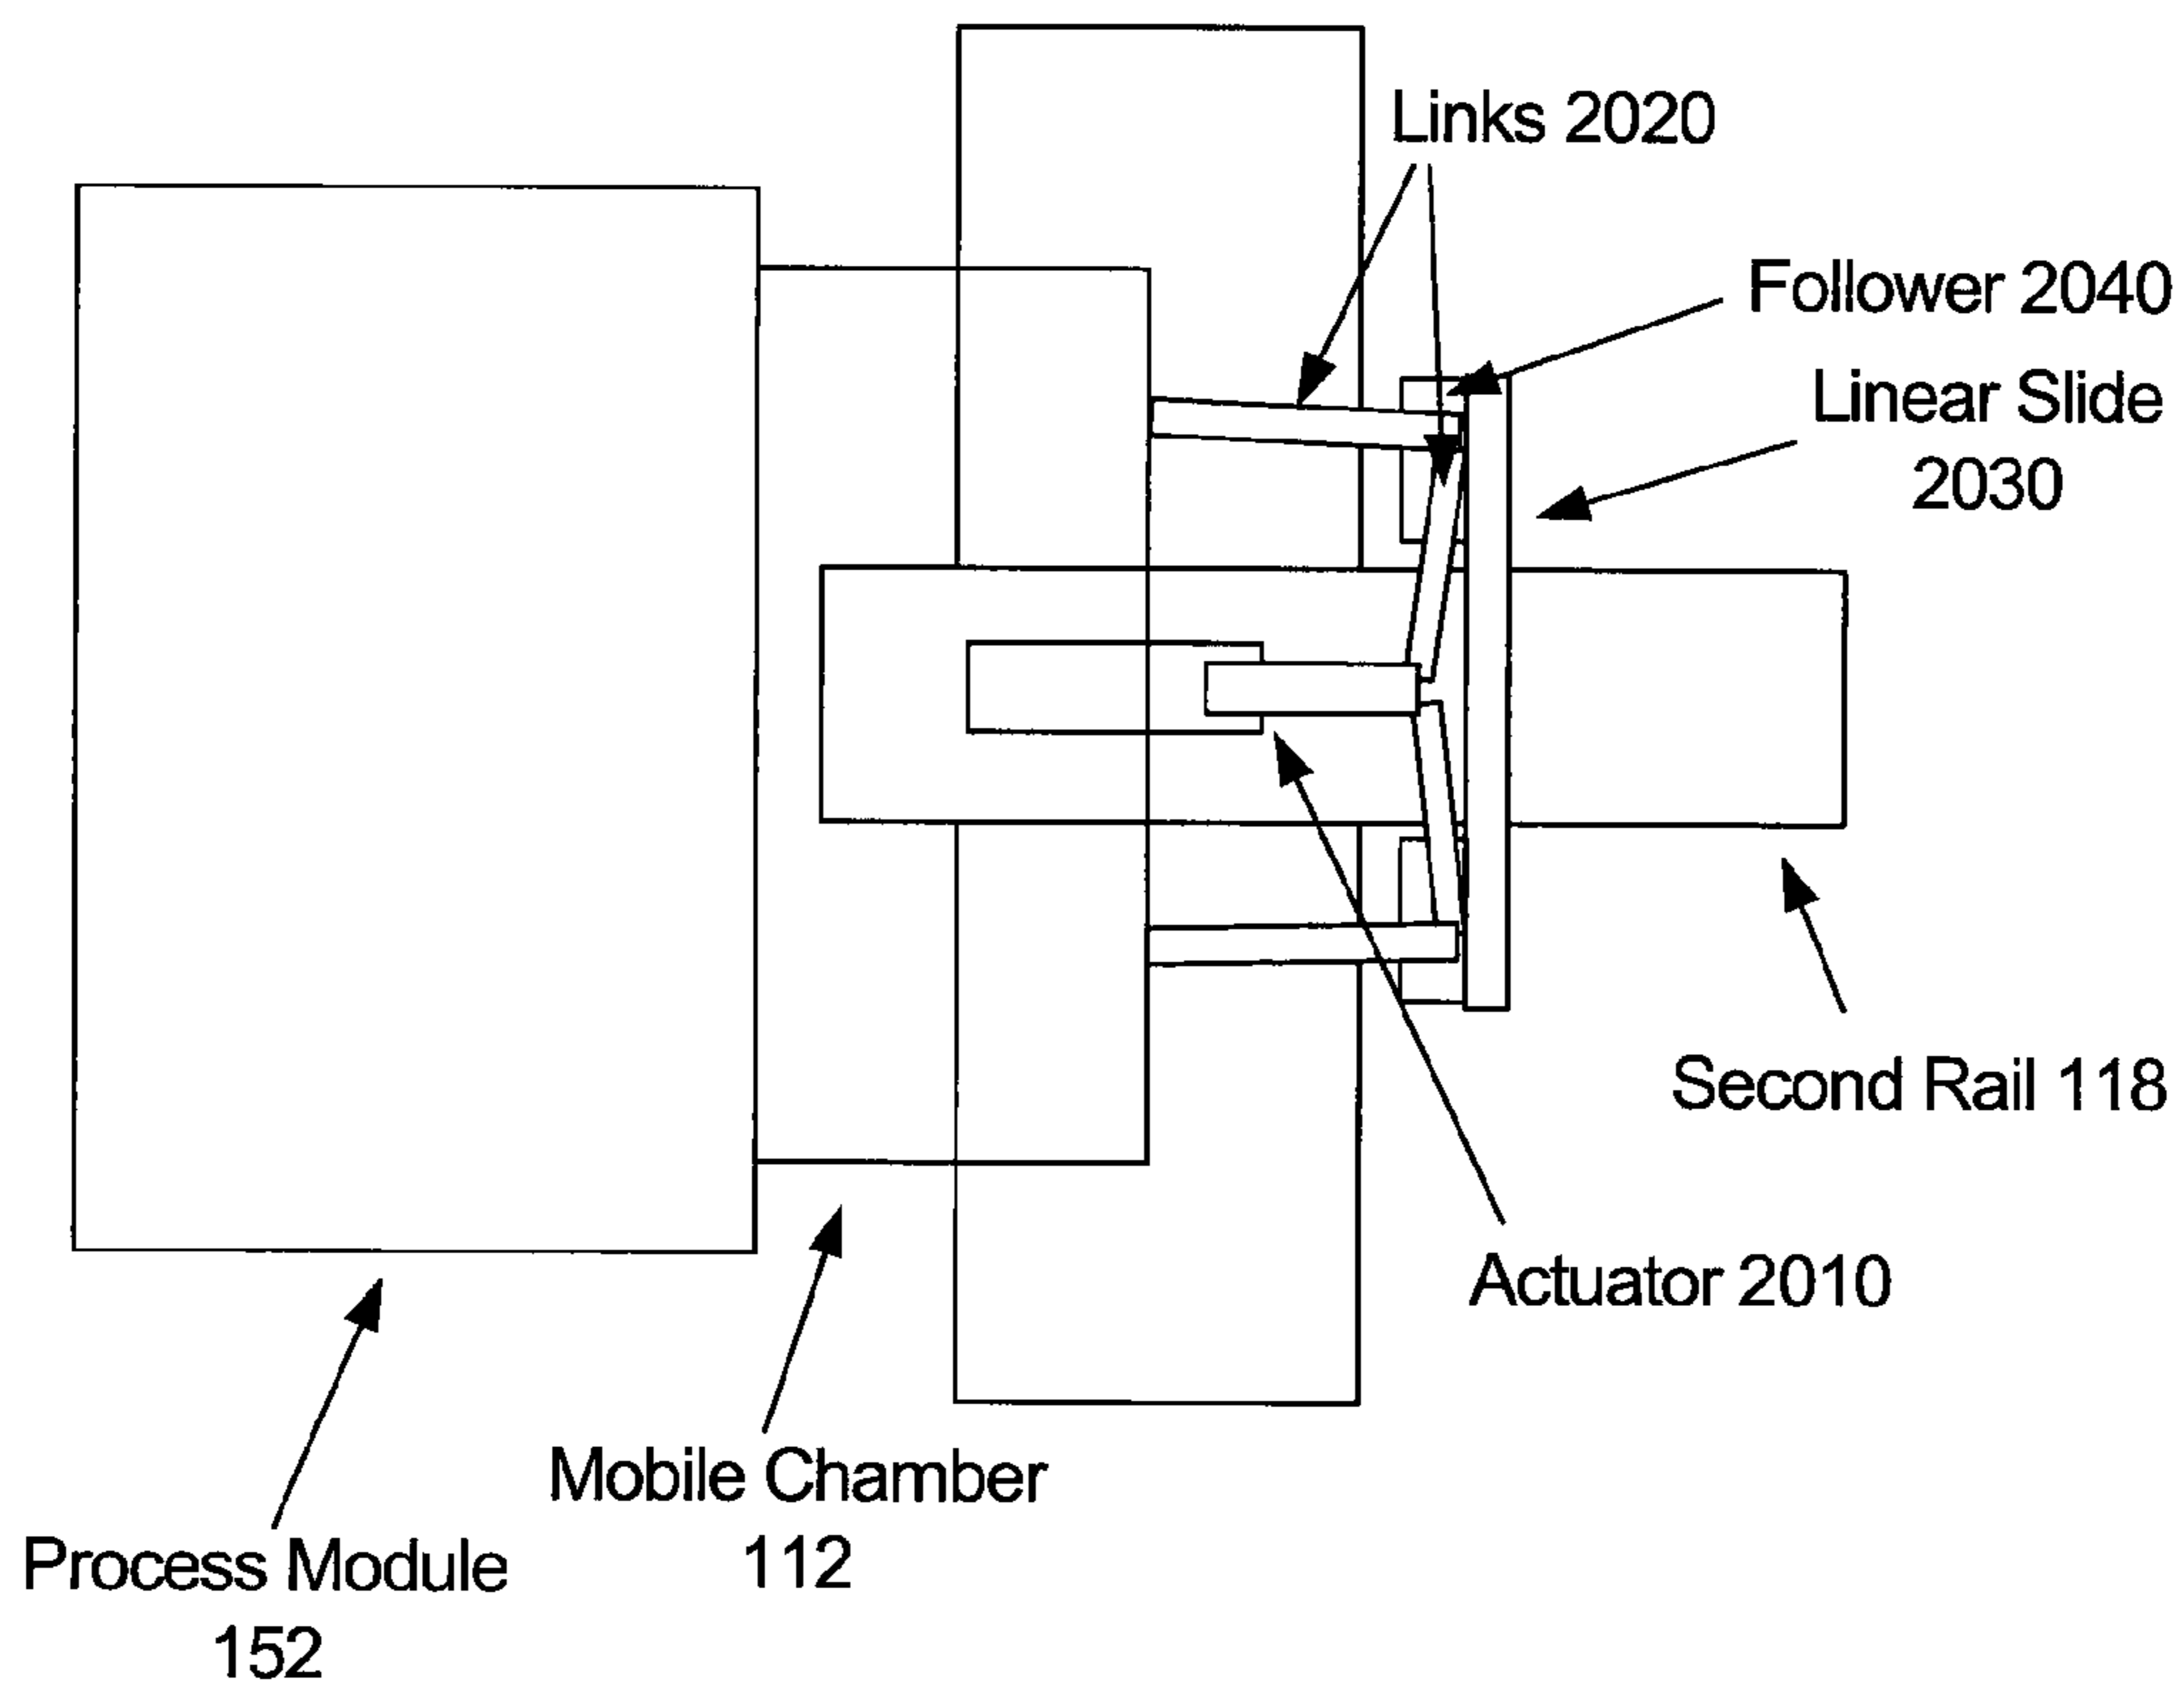 Links 2020
Follower 2040
Linear Slide
2030
Second Rail 118
Actuator 2010
Mobile Chamber
112
Process Module
152